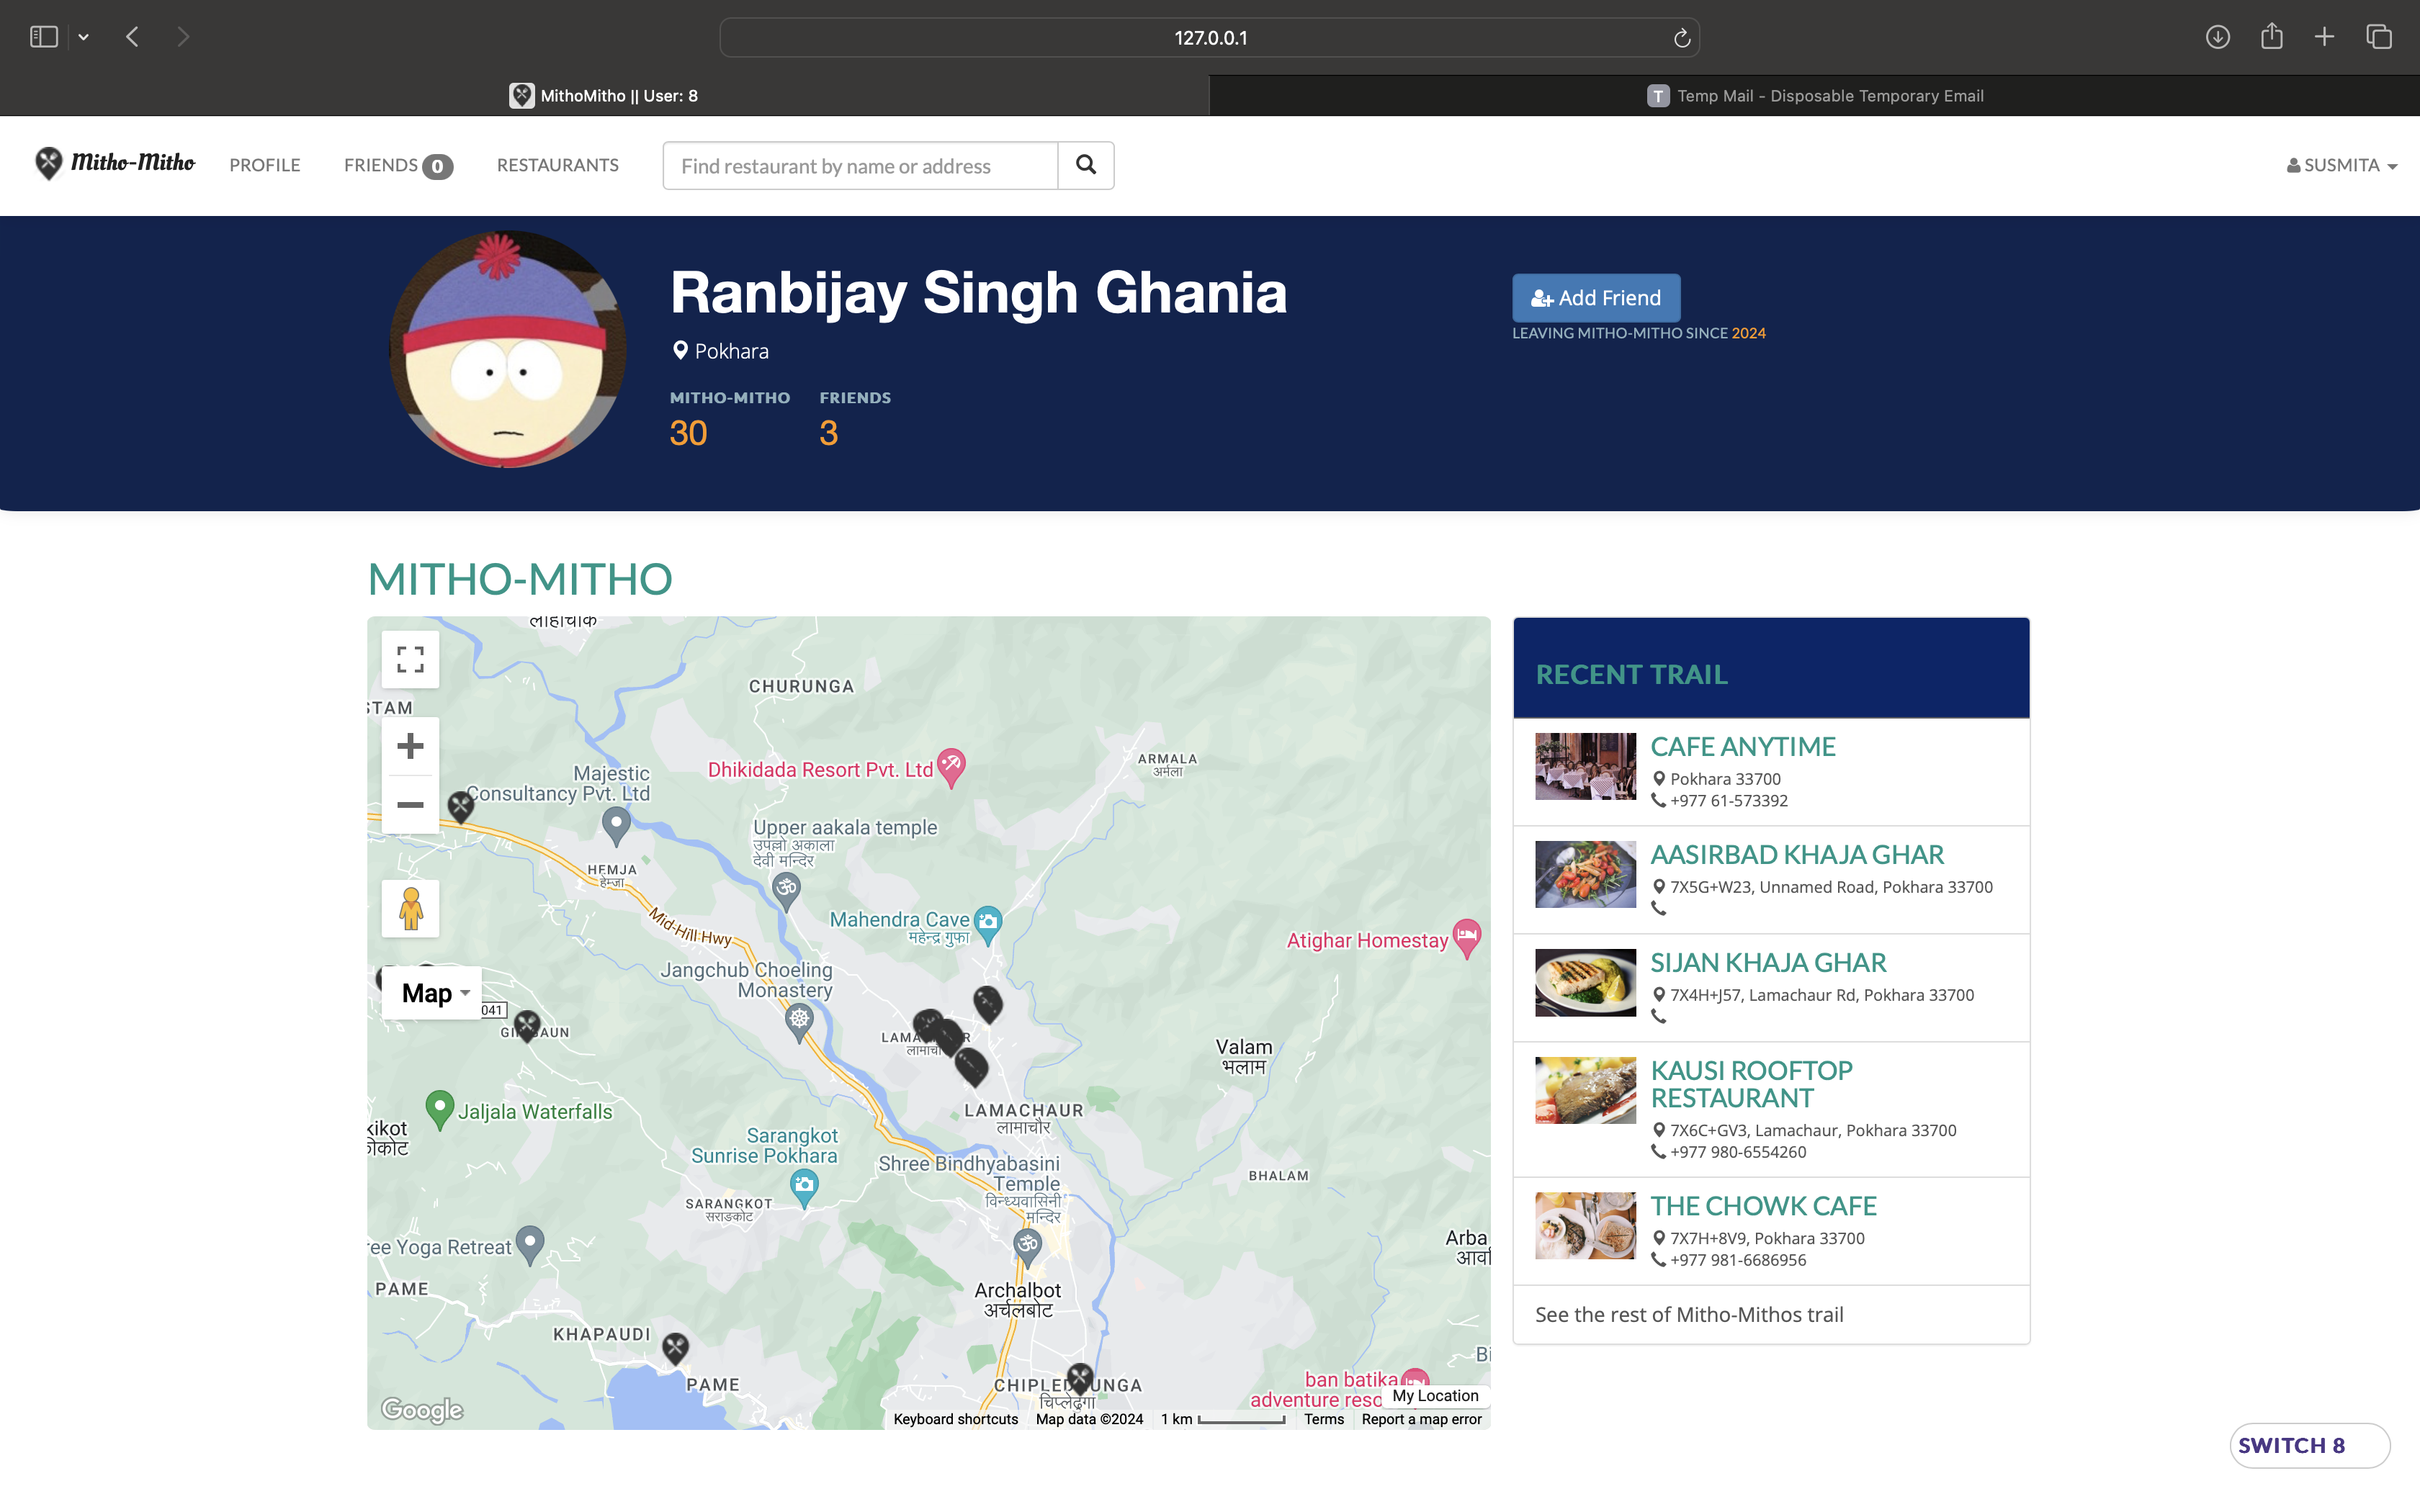 127.0.0.1
MithoMitho || User: 8
T Temp Mail - Disposable Temporary Email
Mitho-Mitho
PROFILE
FRIENDS 0
RESTAURANTS
Find restaurant by name or address
SUSMITA
Ranbijay Singh Ghania
Pokhara
MITHO-MITHO
30
FRIENDS
3
Add Friend
LEAVING MITHO-MITHO SINCE 2024
MITHO-MITHO
CHURUNGA
Dhikidada Resort Pvt. Ltd
ARMALA
अर्मला
Majestic
Consultancy Pvt. Ltd
Upper aakala temple
उपल्लो अकाला
देवी मन्दिर
HEMJA
हेम्जा
Mid-Hill Hwy
Mahendra Cave
महेन्द्र गुफा
Atighar Homestay
Jangchub Choeling
Monastery
Map
041
Valam
भलाम
Jaljala Waterfalls
LAMACHAUR
लामाचौर
Sarangkot
Sunrise Pokhara
Shree Bindhyabasini
Temple
विन्ध्यवासिनी
मन्दिर
BHALAM
SARANGKOT
सराङकोट
Yoga Retreat
PAME
Archalbot
अर्चलबोट
Arba
KHAPAUDI
PAME
चिप्लेढुंगा
ban batika
adventure
My Location
Google
Keyboard shortcuts
Map data ©2024
1 km
Terms
Report a map error
RECENT TRAIL
CAFE ANYTIME
Pokhara 33700
+977 61-573392
AASIRBAD KHAJA GHAR
7X5G+W23, Unnamed Road, Pokhara 33700
SIJAN KHAJA GHAR
7X4H+J57, Lamachaur Rd, Pokhara 33700
KAUSI ROOFTOP
RESTAURANT
7X6C+GV3, Lamachaur, Pokhara 33700
+977 980-6554260
THE CHOWK CAFE
7X7H+8V9, Pokhara 33700
+977 981-6686956
See the rest of Mitho-Mithos trail
SWITCH 8